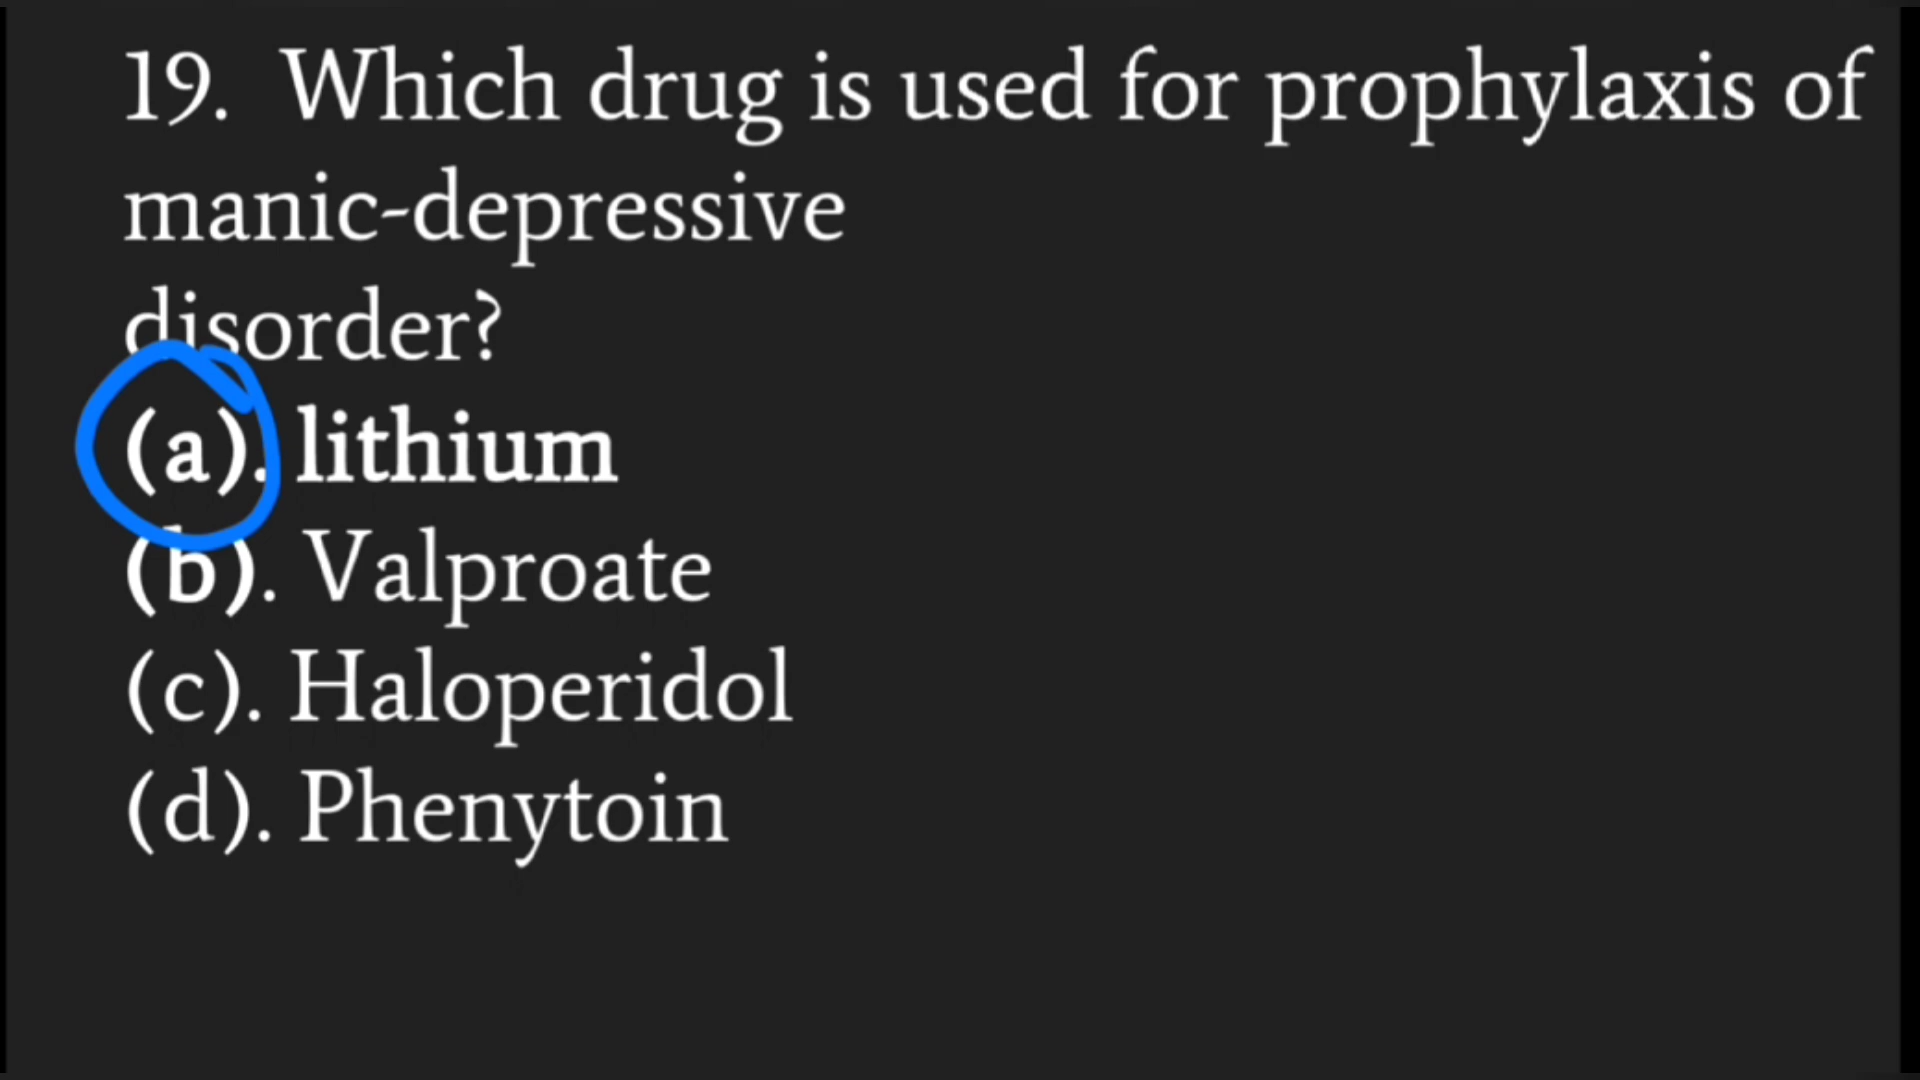 19. Which drug is used for prophylaxis of
manic-depressive
disorder?
(a). lithium
(b). Valproate
(c). Haloperidol
(d). Phenytoin